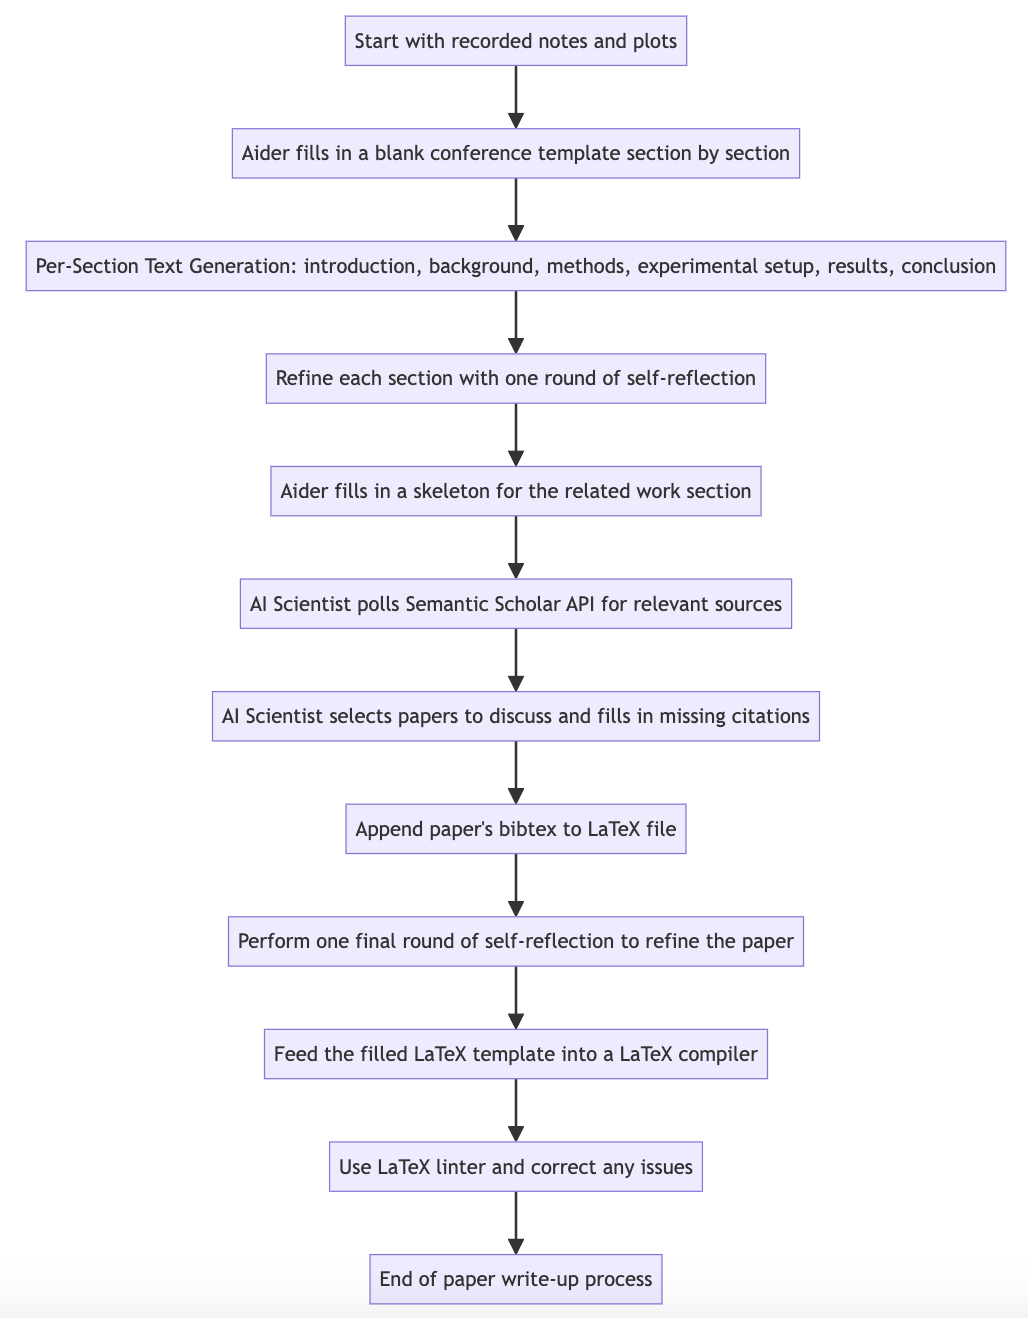 Start with recorded notes and plots
Aider fills in a blank conference template section by section
Per-Section Text Generation: introduction, background, methods, experimental setup, results, conclusion
Refine each section with one round of self-reflection
Aider fills in a skeleton for the related work section
AI Scientist polls Semantic Scholar API for relevant sources
AI Scientist selects papers to discuss and fills in missing citations
Append paper's bibtex to LaTeX file
Perform one final round of self-reflection to refine the paper
Feed the filled LaTeX template into a LaTeX compiler
Use LaTeX linter and correct any issues
End of paper write-up process